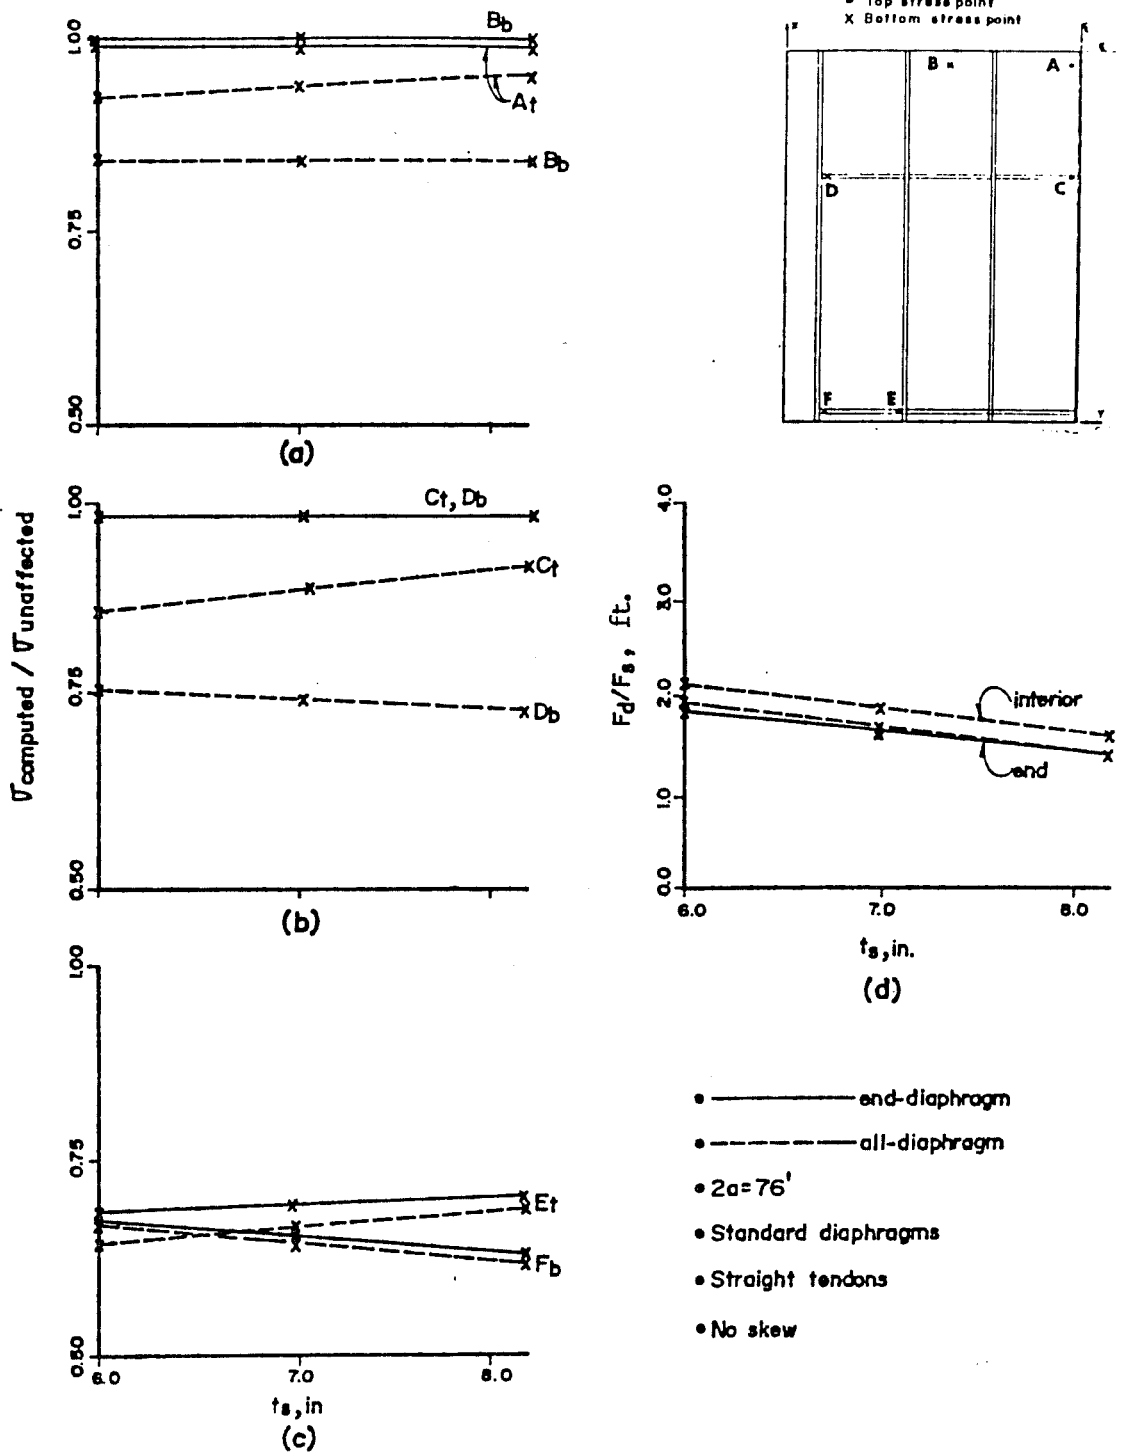 Top stress point
X Bottom stress point
Bb
At
Bb
1.00
0.75
0.50
(a)
B
A
D
C
F
E
Y
Ct, Db
Ct
Db
1.00
0.75
0.50
(b)
σcomputed / σunaffected
4.0
3.0
2.0
1.0
0.0
Fd/Fs, ft.
interior
end
6.0
7.0
8.0
ts, in.
(d)
1.00
0.75
0.50
Et
Fb
6.0
7.0
8.0
ts, in
(c)
• end-diaphragm
• all-diaphragm
• 2a=76'
• Standard diaphragms
• Straight tendons
• No skew